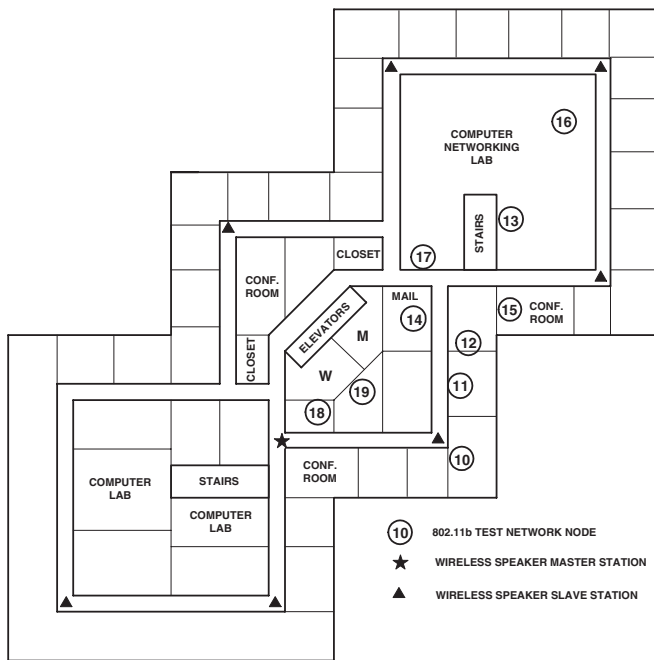 16
COMPUTER
NETWORKING
LAB
13
STAIRS
17
CLOSET
CONF.
ROOM
MAIL
14
15
CONF.
ROOM
ELEVATORS
M
12
CLOSET
W
11
19
18
10
CONF.
ROOM
STAIRS
COMPUTER
LAB
COMPUTER
LAB
10 802.11b TEST NETWORK NODE
WIRELESS SPEAKER MASTER STATION
WIRELESS SPEAKER SLAVE STATION